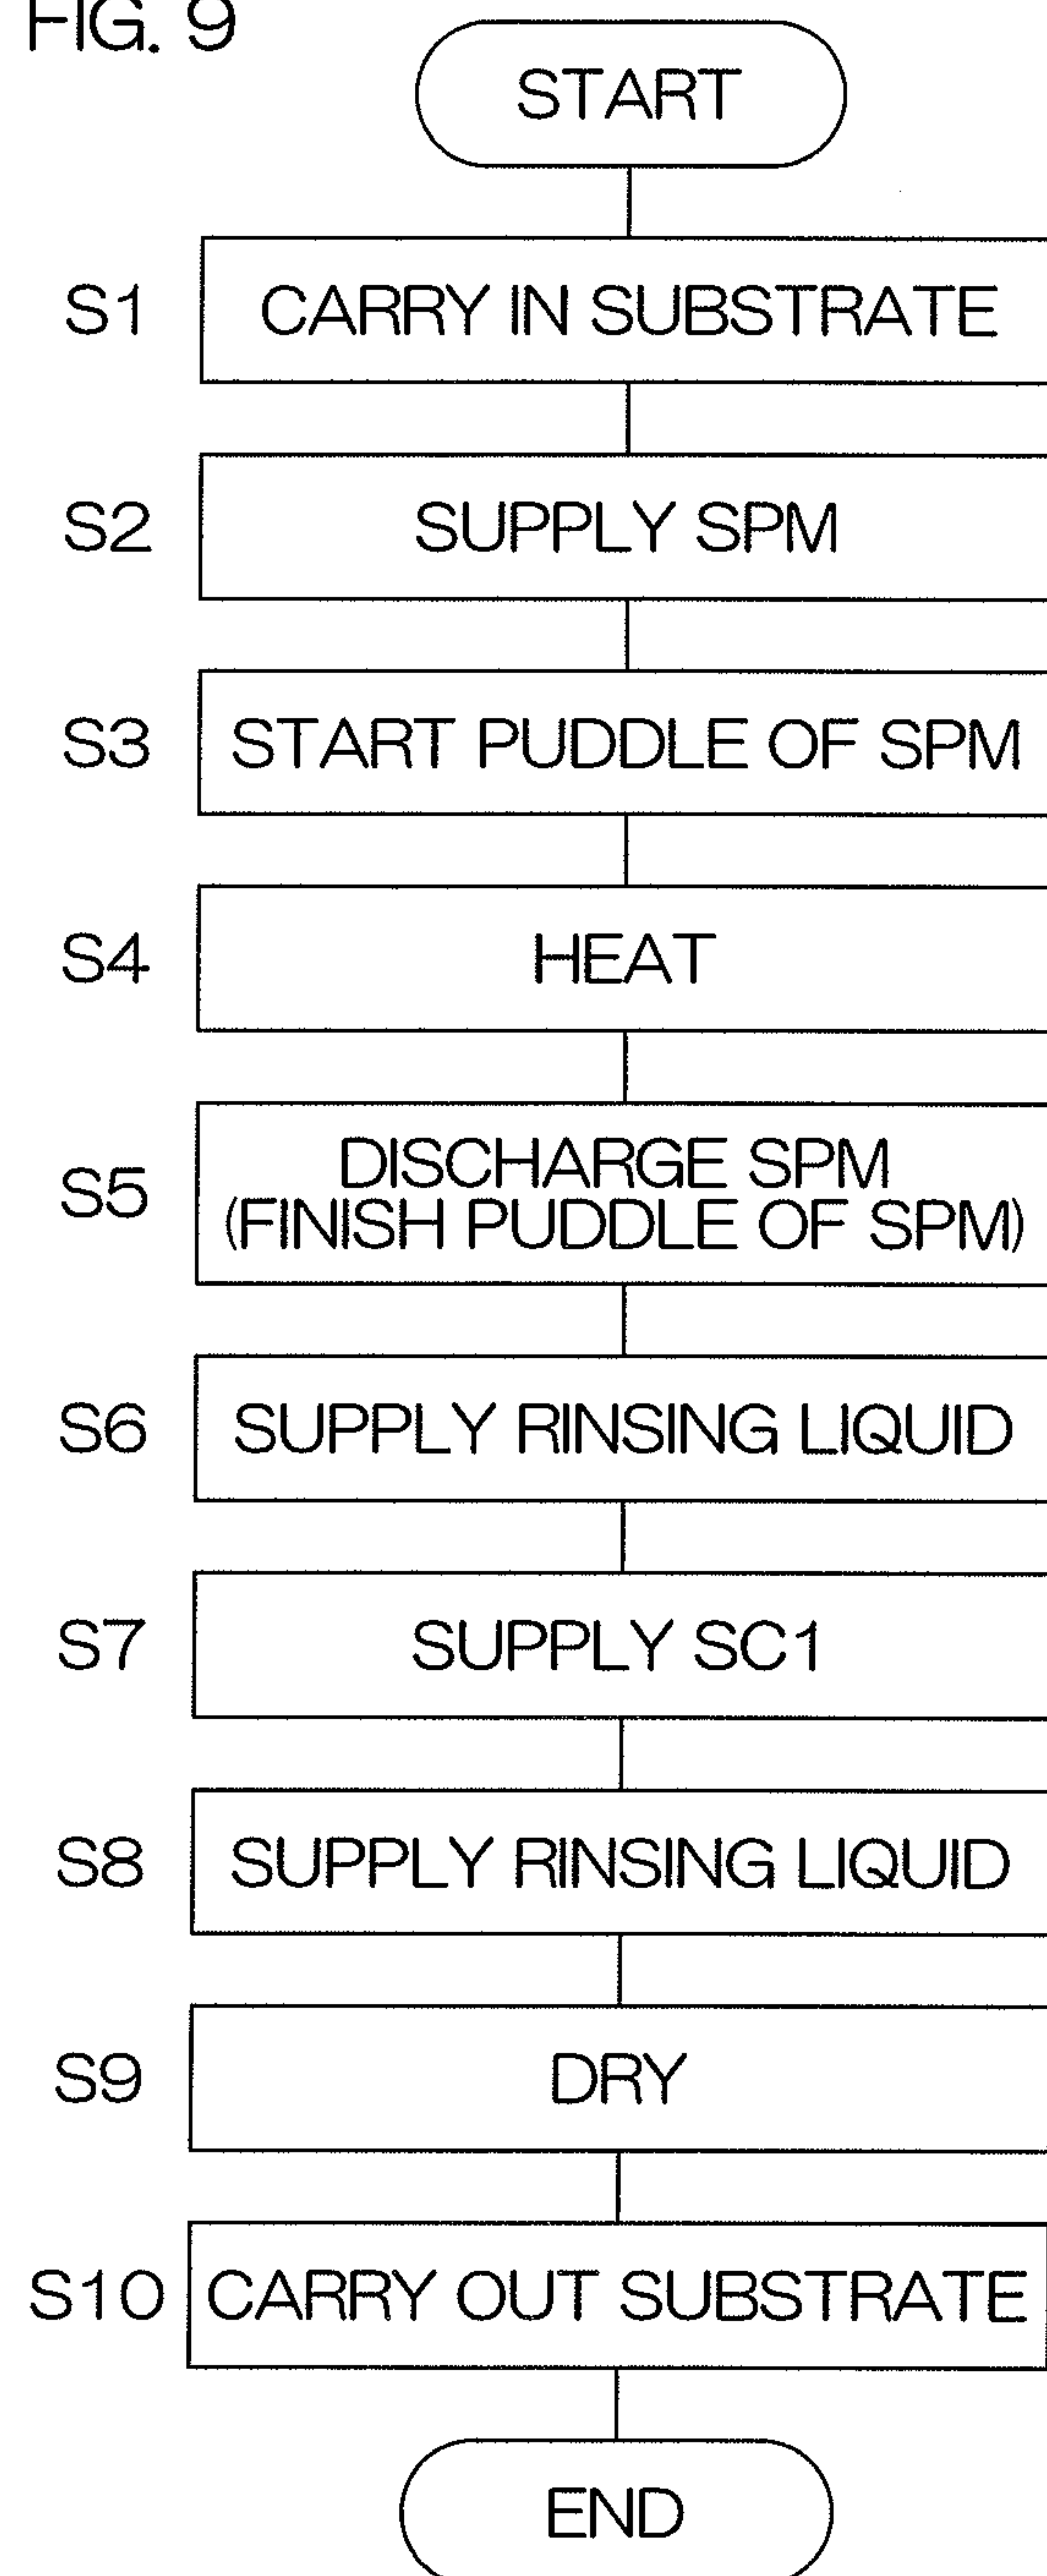 FIG. 9
START
S1 CARRY IN SUBSTRATE
S2 SUPPLY SPM
S3 START PUDDLE OF SPM
S4 HEAT
S5 DISCHARGE SPM
(FINISH PUDDLE OF SPM)
S6 SUPPLY RINSING LIQUID
S7 SUPPLY SC1
S8 SUPPLY RINSING LIQUID
S9 DRY
S10 CARRY OUT SUBSTRATE
END